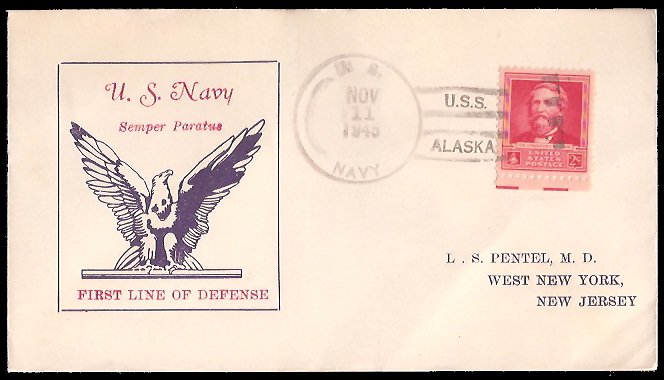 U. S. Navy
Semper Paratus
FIRST LINE OF DEFENSE
U. S.
NOV
11
1945
NAVY
U.S.S.
ALASKA
UNITED
STATES POSTAGE
2¢
L. S. PENTEL, M. D.
WEST NEW YORK,
NEW JERSEY